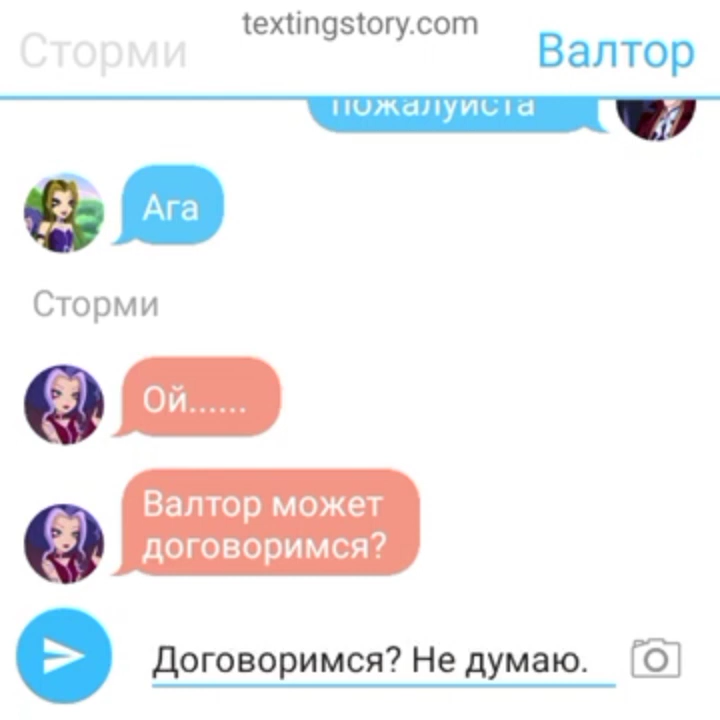 textingstory.com
Сторми
Валтор
пожалуйста
Ага
Сторми
Ой......
Валтор может
договоримся?
Договоримся? Не думаю.